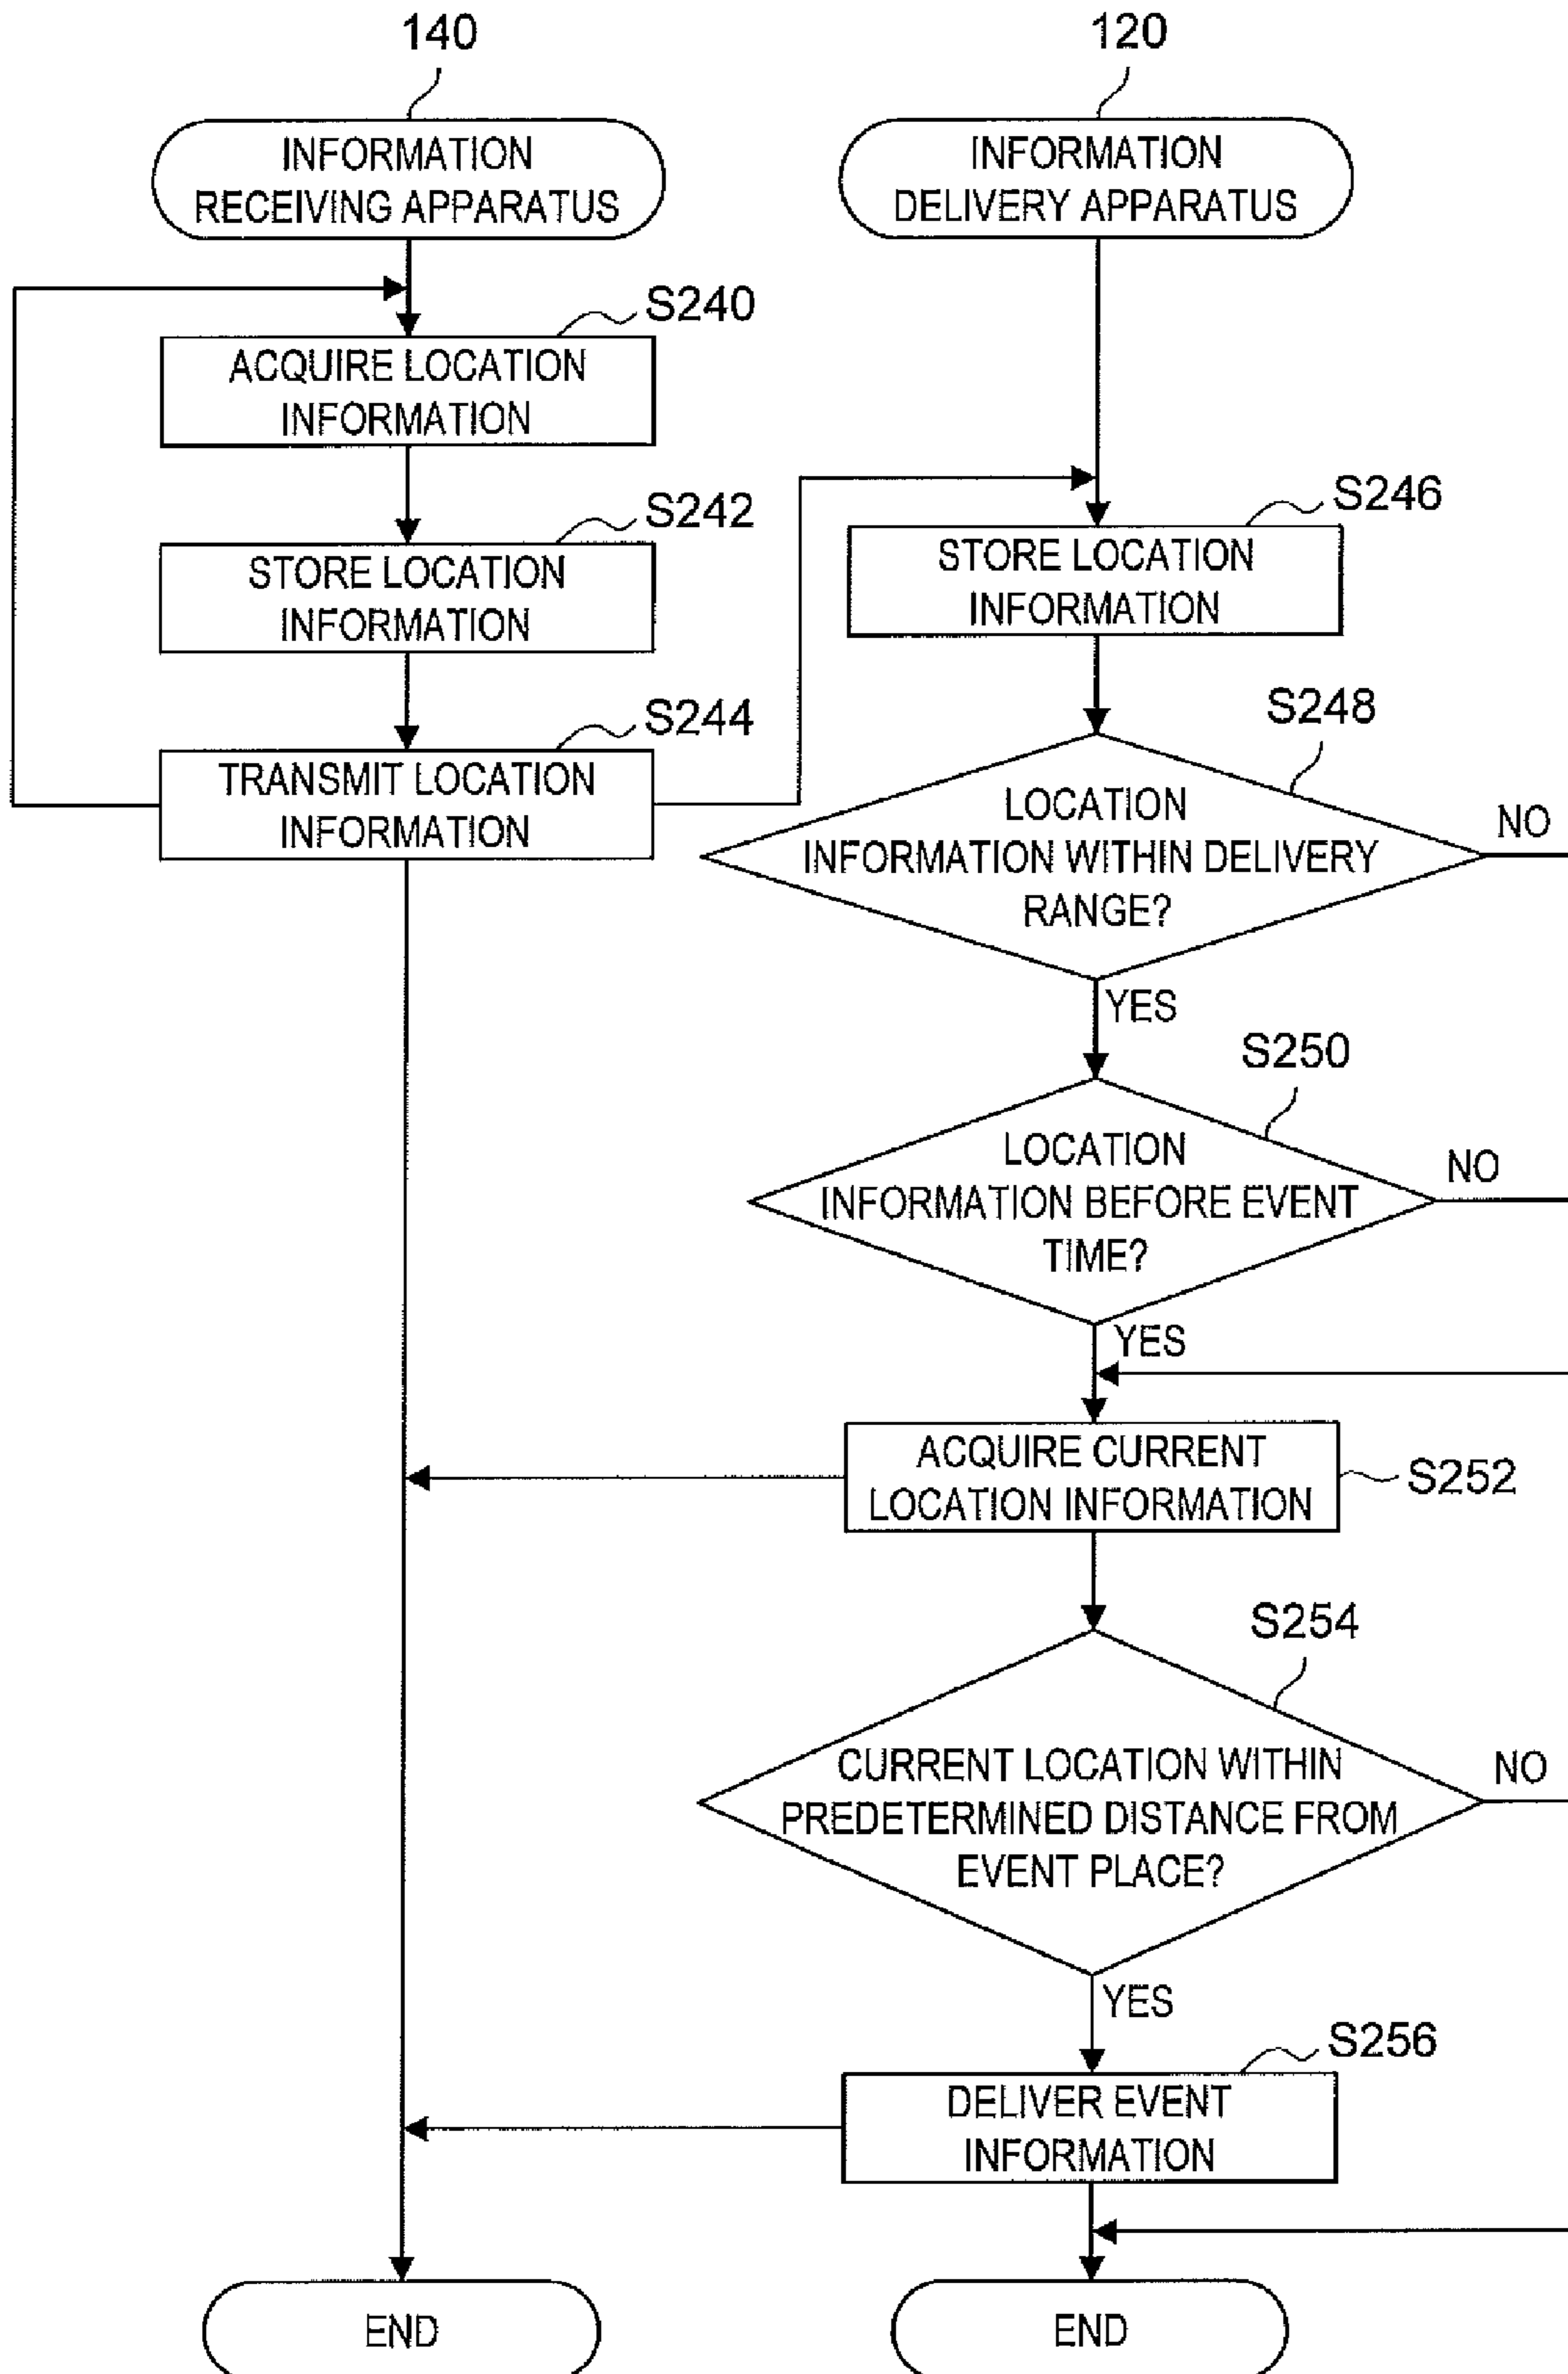 140
INFORMATION
RECEIVING APPARATUS
S240
ACQUIRE LOCATION
INFORMATION
S242
STORE LOCATION
INFORMATION
S244
TRANSMIT LOCATION
INFORMATION
END
120
INFORMATION
DELIVERY APPARATUS
S246
STORE LOCATION
INFORMATION
S248
LOCATION
INFORMATION WITHIN DELIVERY
RANGE?
NO
YES
S250
LOCATION
INFORMATION BEFORE EVENT
TIME?
NO
YES
ACQUIRE CURRENT
LOCATION INFORMATION
S252
S254
CURRENT LOCATION WITHIN
PREDETERMINED DISTANCE FROM
EVENT PLACE?
NO
YES
S256
DELIVER EVENT
INFORMATION
END